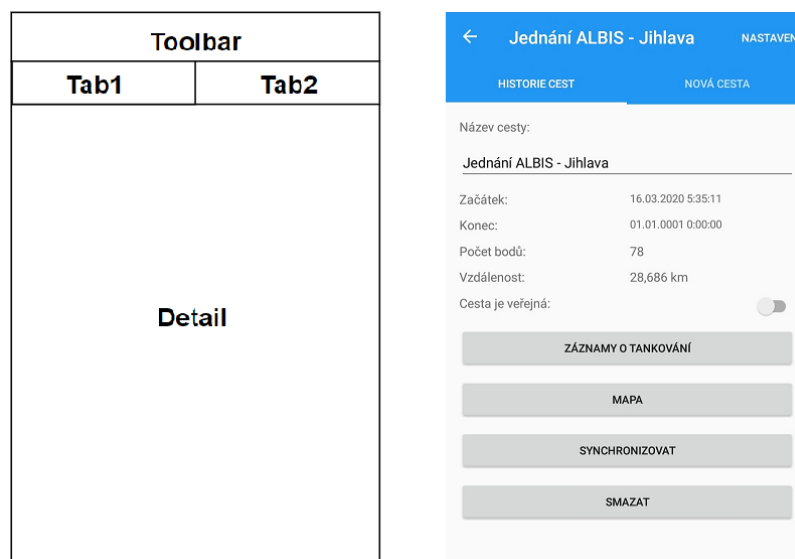 Toolbar
Tab1 Tab2
Detail
Jednání ALBIS - Jihlava NASTAVEN
HISTORIE CEST NOVÁ CESTA
Název cesty:
Jednání ALBIS - Jihlava
Začátek: 16.03.2020 5:35:11
Konec: 01.01.0001 0:00:00
Počet bodů: 78
Vzdálenost: 28,686 km
Cesta je veřejná:
ZÁZNAMY O TANKOVÁNÍ
MAPA
SYNCHRONIZOVAT
SMAZAT